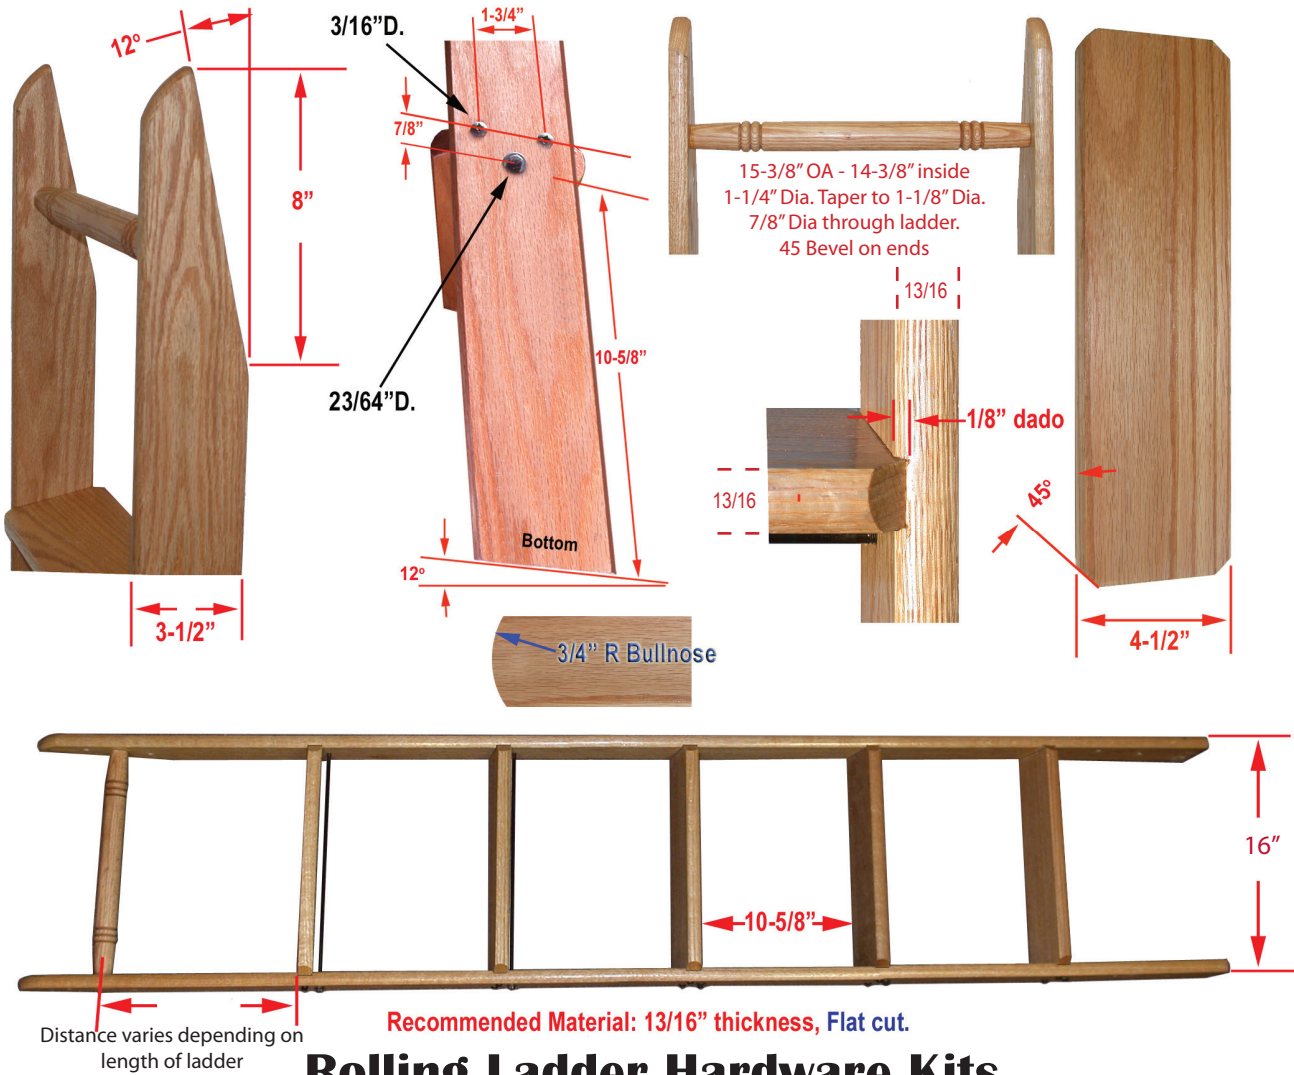 12º
8”
3-1/2”
3/16”D.
1-3/4”
7/8”
23/64”D.
10-5/8”
Bottom
12º
3/4” R Bullnose
15-3/8” OA - 14-3/8” inside
1-1/4” Dia. Taper to 1-1/8” Dia.
7/8” Dia through ladder.
45 Bevel on ends
13/16
1/8” dado
13/16
45º
4-1/2”
10-5/8”
16”
Distance varies depending on
length of ladder
Recommended Material: 13/16” thickness, Flat cut.
Rolling Ladder Hardware Kits